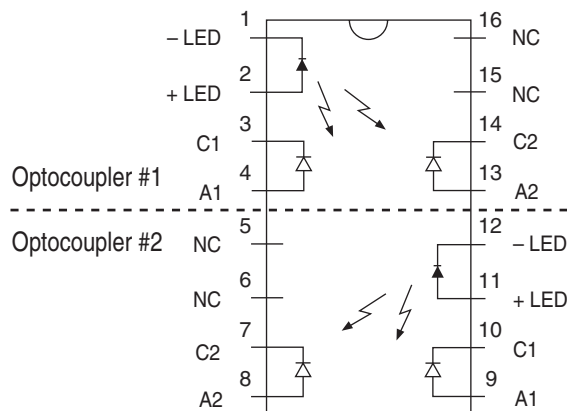 1 16
– LED NC
2 15
+ LED NC
3 14
C1 C2
4 13
Optocoupler #1
A1 A2
5 12
Optocoupler #2
NC – LED
6 11
NC + LED
7 10
C2 C1
8 9
A2 A1